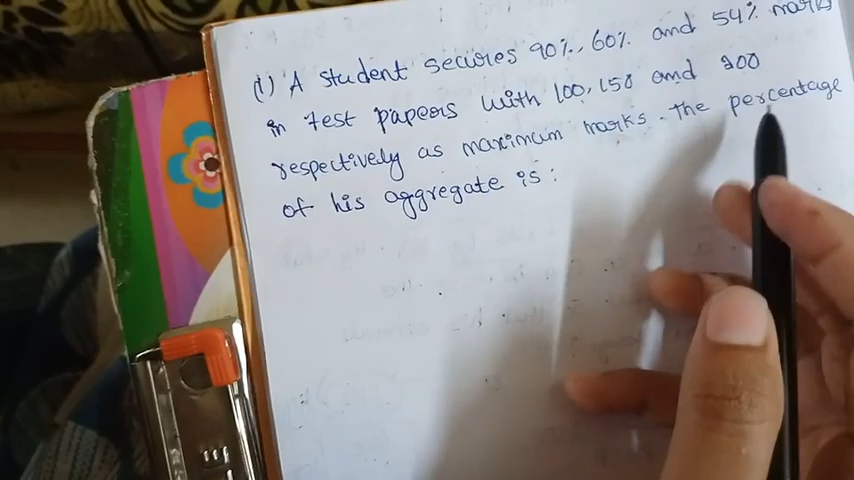 (1) A student secures 90%, 60% and 54% marks
in test papers with 100, 150 and 200
respectively as maximum marks. The percentage
of his aggregate is: